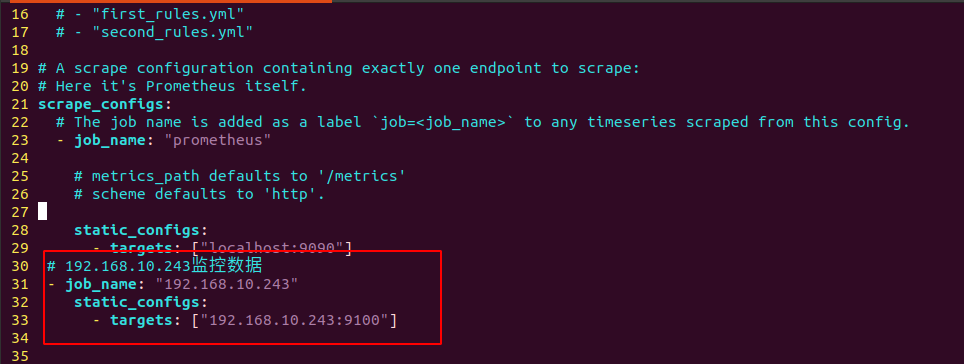 16   # - "first_rules.yml"
17   # - "second_rules.yml"
18
19 # A scrape configuration containing exactly one endpoint to scrape:
20 # Here it's Prometheus itself.
21 scrape_configs:
22   # The job name is added as a label `job=<job_name>` to any timeseries scraped from this config.
23   - job_name: "prometheus"
24
25     # metrics_path defaults to '/metrics'
26     # scheme defaults to 'http'.
27
28     static_configs:
29       - targets: ["localhost:9090"]
30  # 192.168.10.243监控数据
31  - job_name: "192.168.10.243"
32     static_configs:
33       - targets: ["192.168.10.243:9100"]
34
35